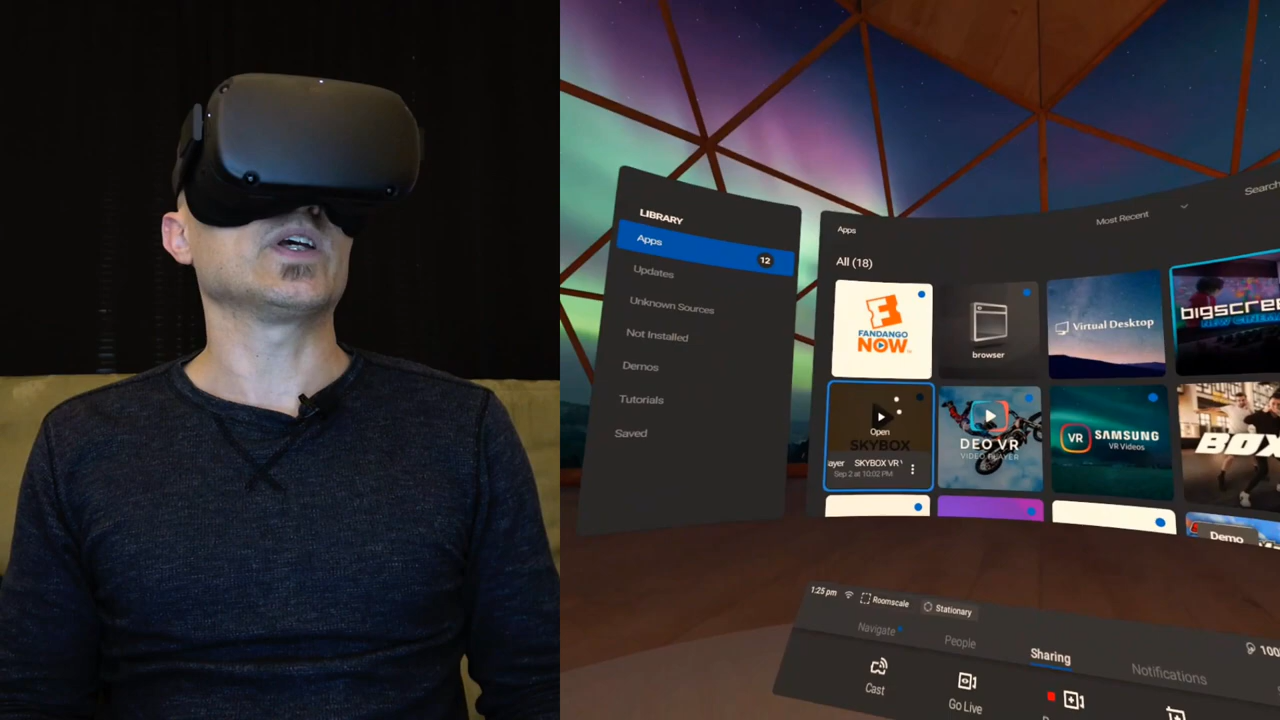 LIBRARY
Apps
12
Updates
Unknown Sources
Not Installed
Demos
Tutorials
Saved
Apps
Most Recent
Search
All (18)
FANDANGO
NOW
browser
Virtual Desktop
Open
SKYBOX
ayer SKYBOX VR
Sep 2 at 10:02 PM
DEO VR
VIDEO PLAYER
VR SAMSUNG
VR Videos
Demo
1:25 pm
Roomscale
Stationary
100
Navigate
People
Sharing
Notifications
Cast
Go Live